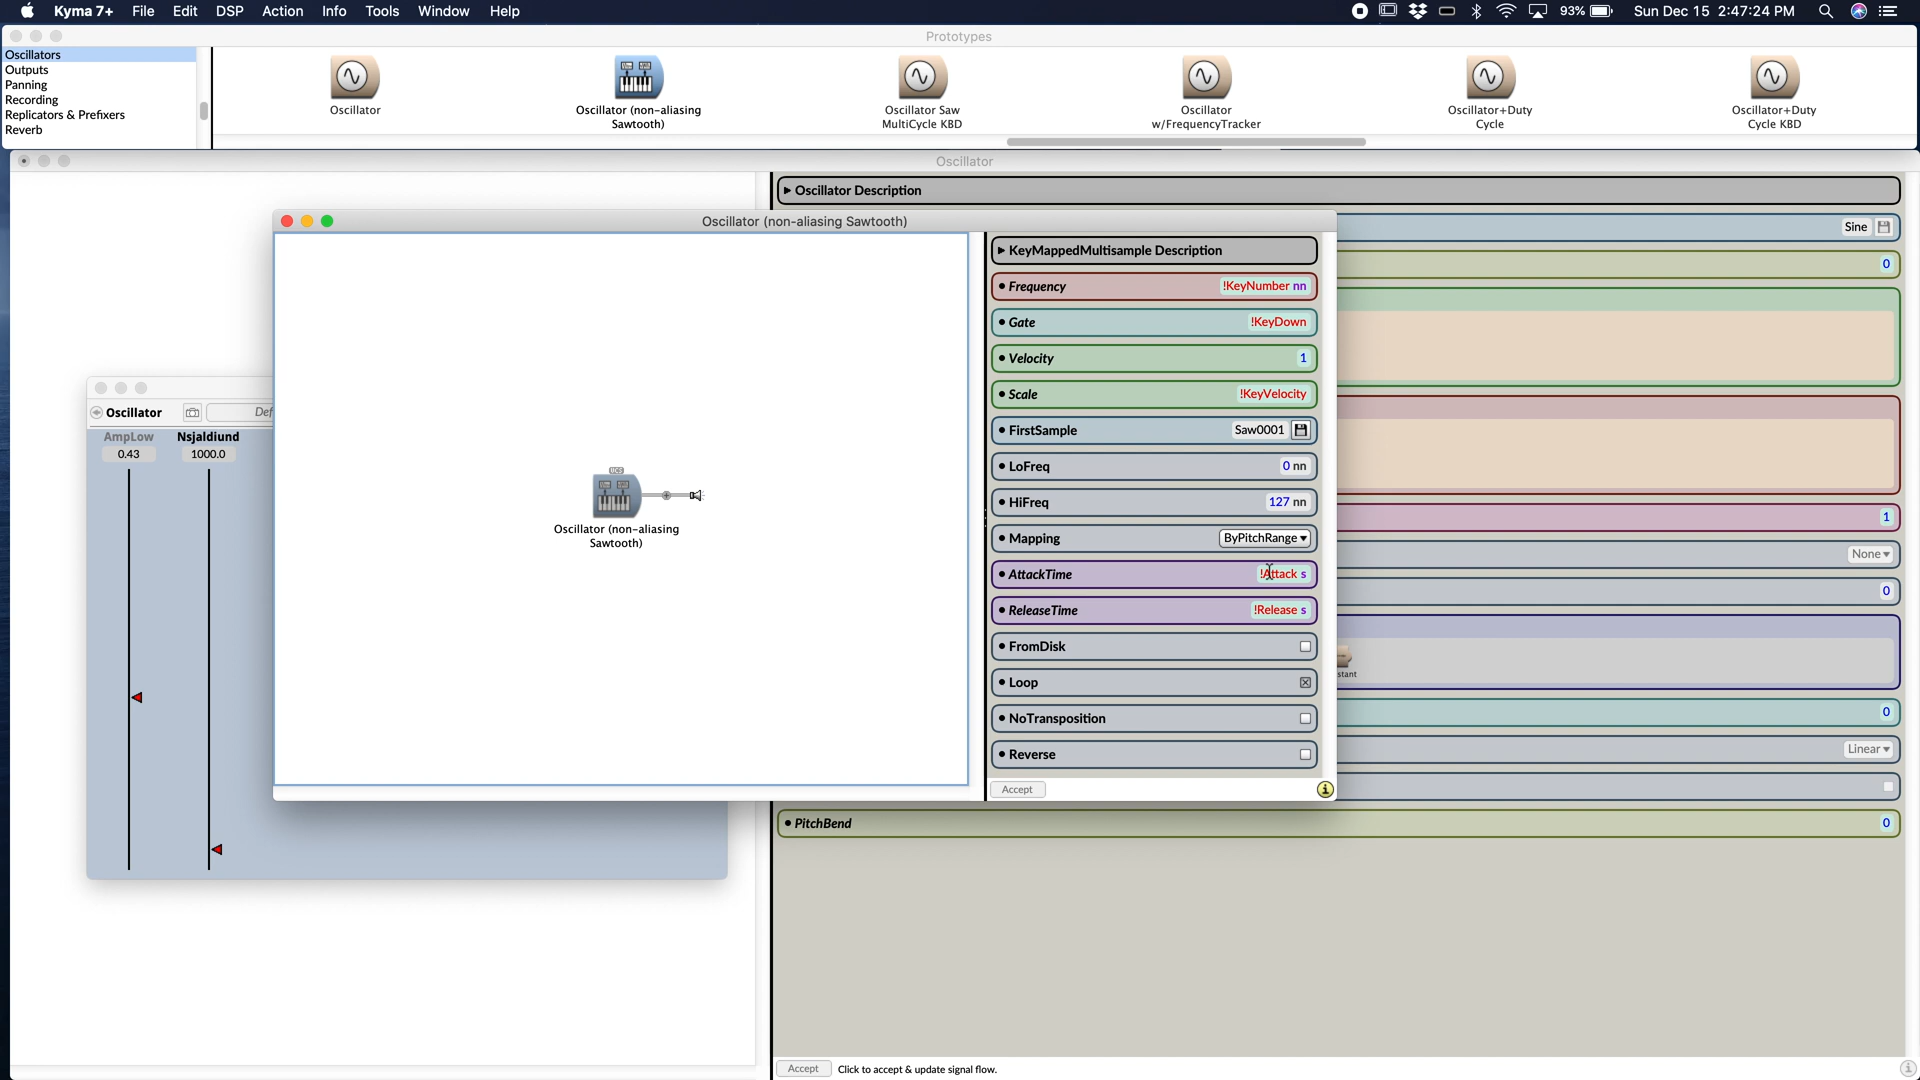 Kyma 7+ File Edit DSP Action Info Tools Window Help 93% Sun Dec 15 2:47:24 PM
Prototypes
Oscillators
Outputs
Panning
Recording
Replicators & Prefixers
Reverb
Oscillator
Oscillator (non-aliasing
Sawtooth)
Oscillator Saw
MultiCycle KBD
Oscillator
w/FrequencyTracker
Oscillator+Duty
Cycle
Oscillator+Duty
Cycle KBD
Oscillator
Oscillator Description
Sine
0
1
None
0
stant
0
Linear
PitchBend 0
Accept Click to accept & update signal flow.
Oscillator (non-aliasing Sawtooth)
Oscillator (non-aliasing
Sawtooth)
KeyMappedMultisample Description
Frequency !KeyNumber nn
Gate !KeyDown
Velocity 1
Scale !KeyVelocity
FirstSample Saw0001
LoFreq 0 nn
HiFreq 127 nn
Mapping ByPitchRange
AttackTime !Attack s
ReleaseTime !Release s
FromDisk
Loop
NoTransposition
Reverse
Accept
Oscillator Def
AmpLow Nsjaldiund
0.43 1000.0